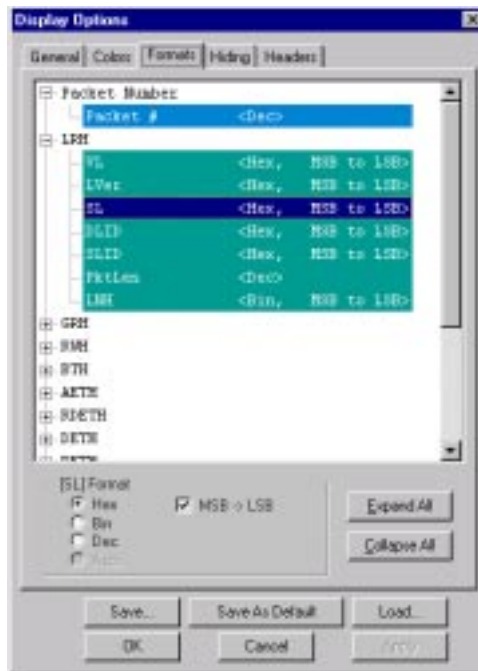 Display Options
General Colors Formats Hiding Headers
Packet Number
Packet # <Dec>
LRH
VL <Hex, MSB to LSB>
LVer <Hex, MSB to LSB>
SL <Hex, MSB to LSB>
DLID <Hex, MSB to LSB>
SLID <Hex, MSB to LSB>
PktLen <Dec>
LNH <Bin, MSB to LSB>
GRH
RWH
BTH
AETH
RDETH
DETH
[SL] Format
Hex MSB -> LSB
Bin
Dec
Expand All
Collapse All
Save... Save As Default Load...
OK Cancel Apply